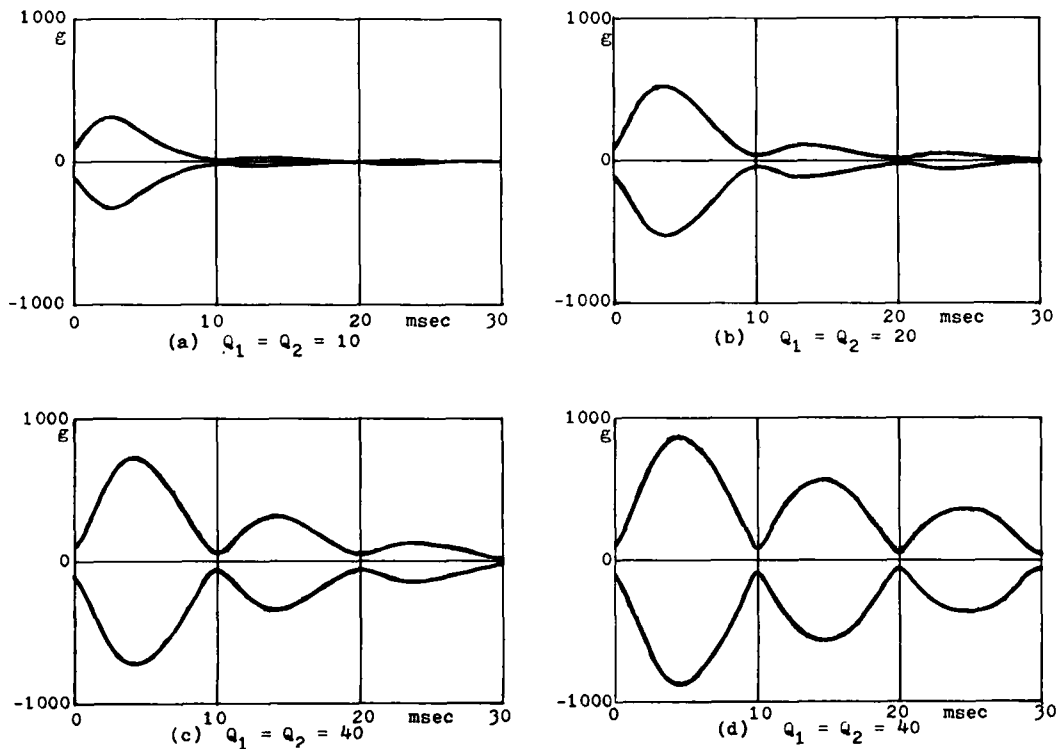 1000
g
0
-1000
0 10 20 msec 30
(a) Q1 = Q2 = 10
1000
g
0
-1000
0 10 20 msec 30
(b) Q1 = Q2 = 20
1000
g
0
-1000
0 10 20 msec 30
(c) Q1 = Q2 = 40
1000
g
0
-1000
0 10 20 msec 30
(d) Q1 = Q2 = 40